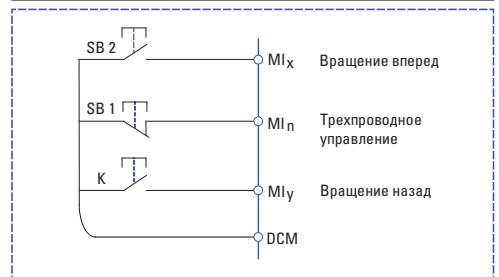 SB 2
MIx
Вращение вперед
SB 1
MIn
Трехпроводное
управление
K
MIy
Вращение назад
DCM